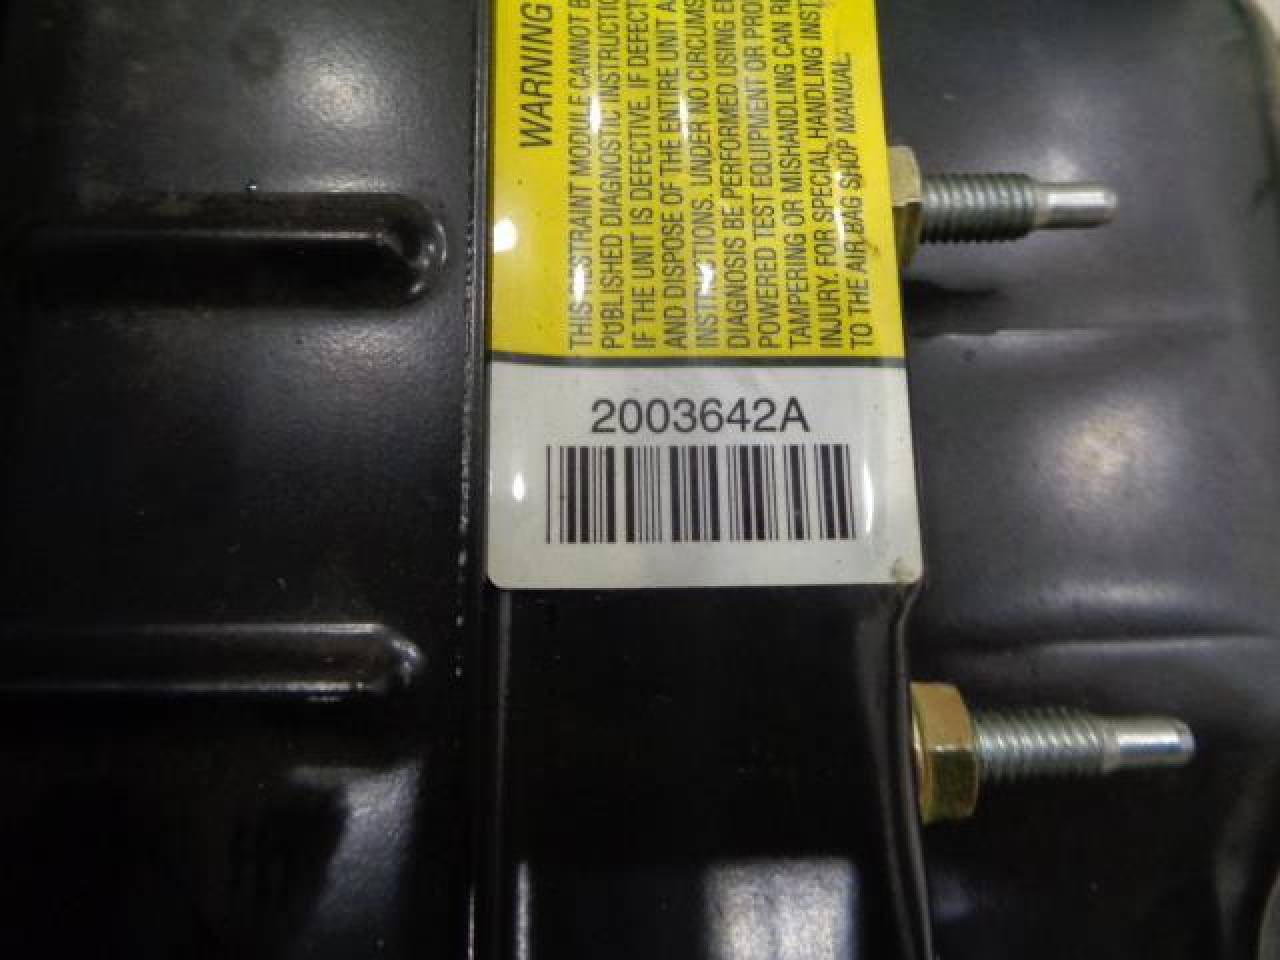 WARNING
THIS RESTRAINT MODULE CANNOT B
PUBLISHED DIAGNOSTIC INSTRUCTIO
IF THE UNIT IS DEFECTIVE. IF DEFECT
AND DISPOSE OF THE ENTIRE UNIT A
INSTRUCTIONS. UNDER NO CIRCUMS
DIAGNOSIS BE PERFORMED USING E
POWERED TEST EQUIPMENT OR PRO
TAMPERING OR MISHANDLING CAN RE
INJURY. FOR SPECIAL HANDLING INST
TO THE AIR BAG SHOP MANUAL.
2003642A